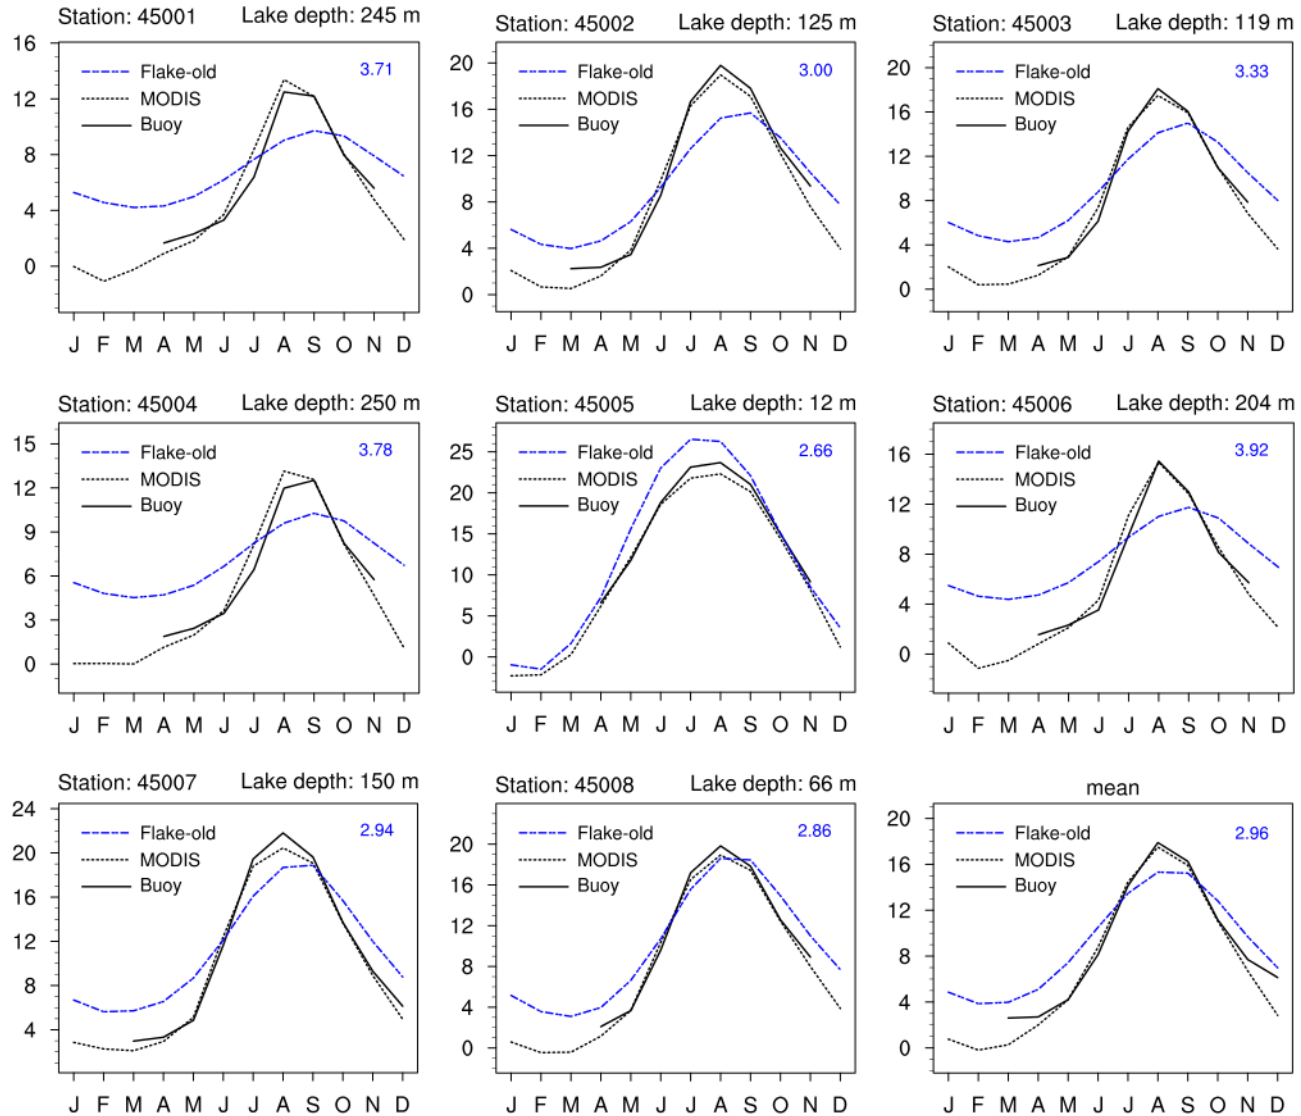 Station: 45001 Lake depth: 245 m
16
12
8
4
0
Flake-old 3.71
MODIS
Buoy
J F M A M J J A S O N D
Station: 45002 Lake depth: 125 m
20
16
12
8
4
0
Flake-old 3.00
MODIS
Buoy
J F M A M J J A S O N D
Station: 45003 Lake depth: 119 m
20
16
12
8
4
0
Flake-old 3.33
MODIS
Buoy
J F M A M J J A S O N D
Station: 45004 Lake depth: 250 m
15
12
9
6
3
0
Flake-old 3.78
MODIS
Buoy
J F M A M J J A S O N D
Station: 45005 Lake depth: 12 m
25
20
15
10
5
0
Flake-old 2.66
MODIS
Buoy
J F M A M J J A S O N D
Station: 45006 Lake depth: 204 m
16
12
8
4
0
Flake-old 3.92
MODIS
Buoy
J F M A M J J A S O N D
Station: 45007 Lake depth: 150 m
24
20
16
12
8
4
Flake-old 2.94
MODIS
Buoy
J F M A M J J A S O N D
Station: 45008 Lake depth: 66 m
20
16
12
8
4
0
Flake-old 2.86
MODIS
Buoy
J F M A M J J A S O N D
mean
20
16
12
8
4
0
Flake-old 2.96
MODIS
Buoy
J F M A M J J A S O N D